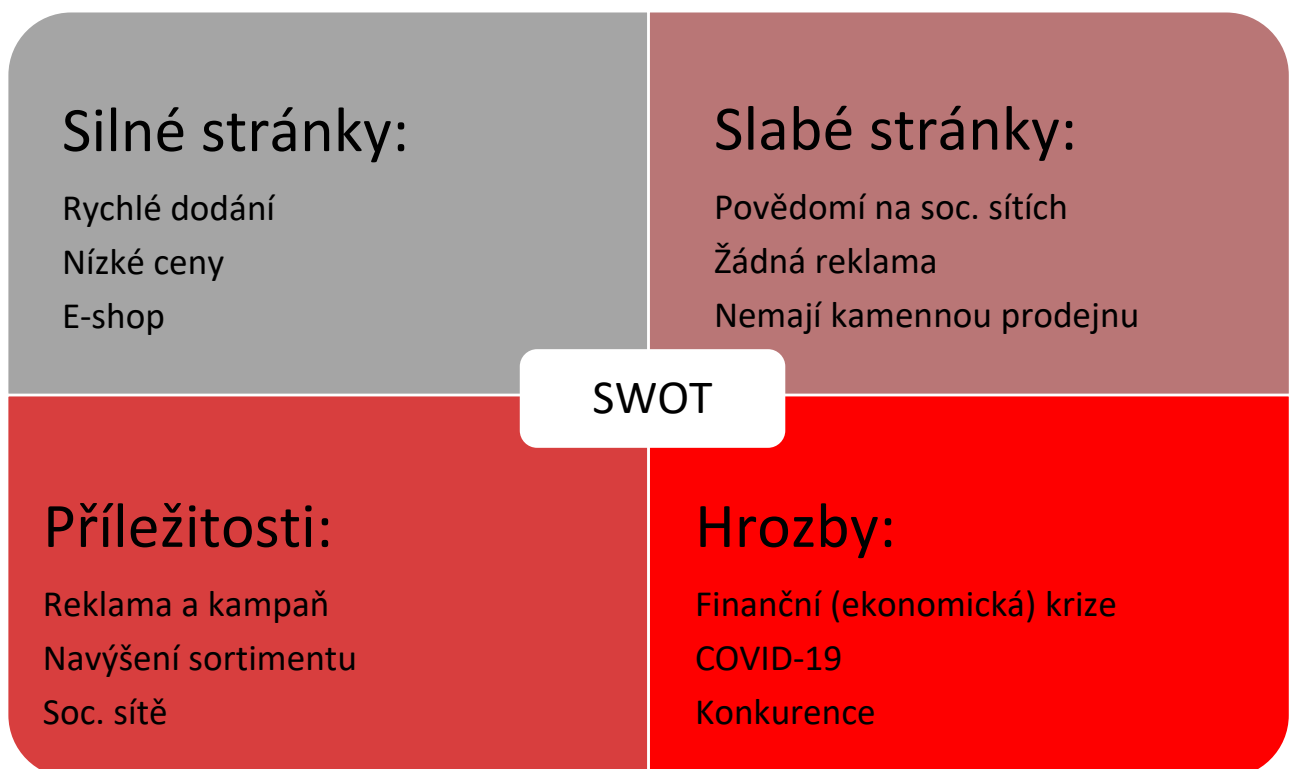 Silné stránky:
Rychlé dodání
Nízké ceny
E-shop
Slabé stránky:
Povědomí na soc. sítích
Žádná reklama
Nemají kamennou prodejnu
SWOT
Příležitosti:
Reklama a kampaň
Navýšení sortimentu
Soc. sítě
Hrozby:
Finanční (ekonomická) krize
COVID-19
Konkurence